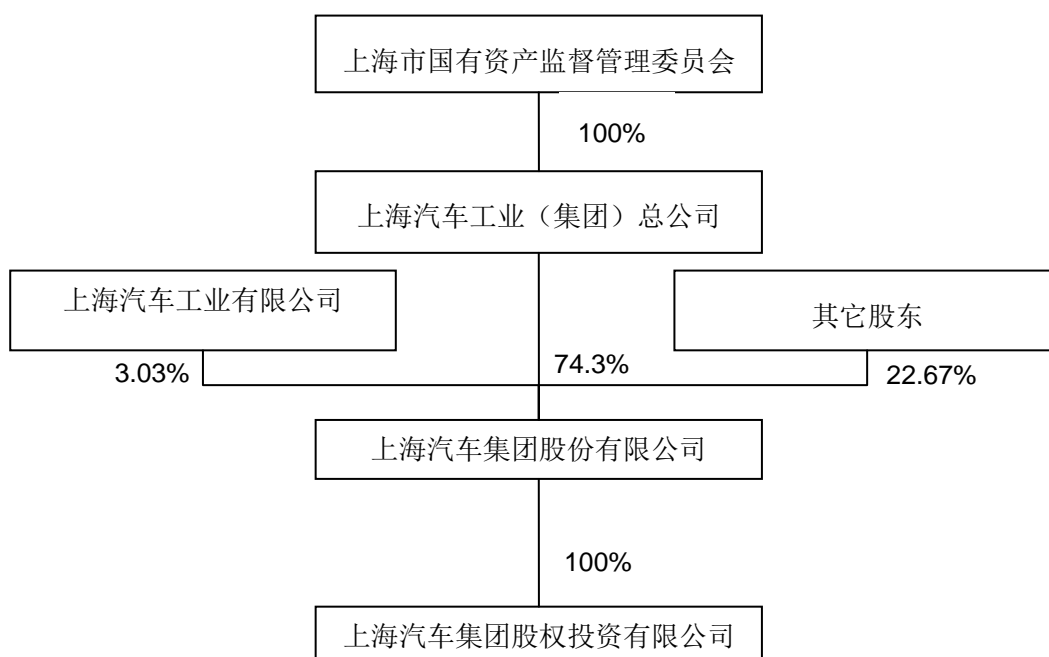 上海市国有资产监督管理委员会
100%
上海汽车工业（集团）总公司
上海汽车工业有限公司
其它股东
3.03%
74.3%
22.67%
上海汽车集团股份有限公司
100%
上海汽车集团股权投资有限公司